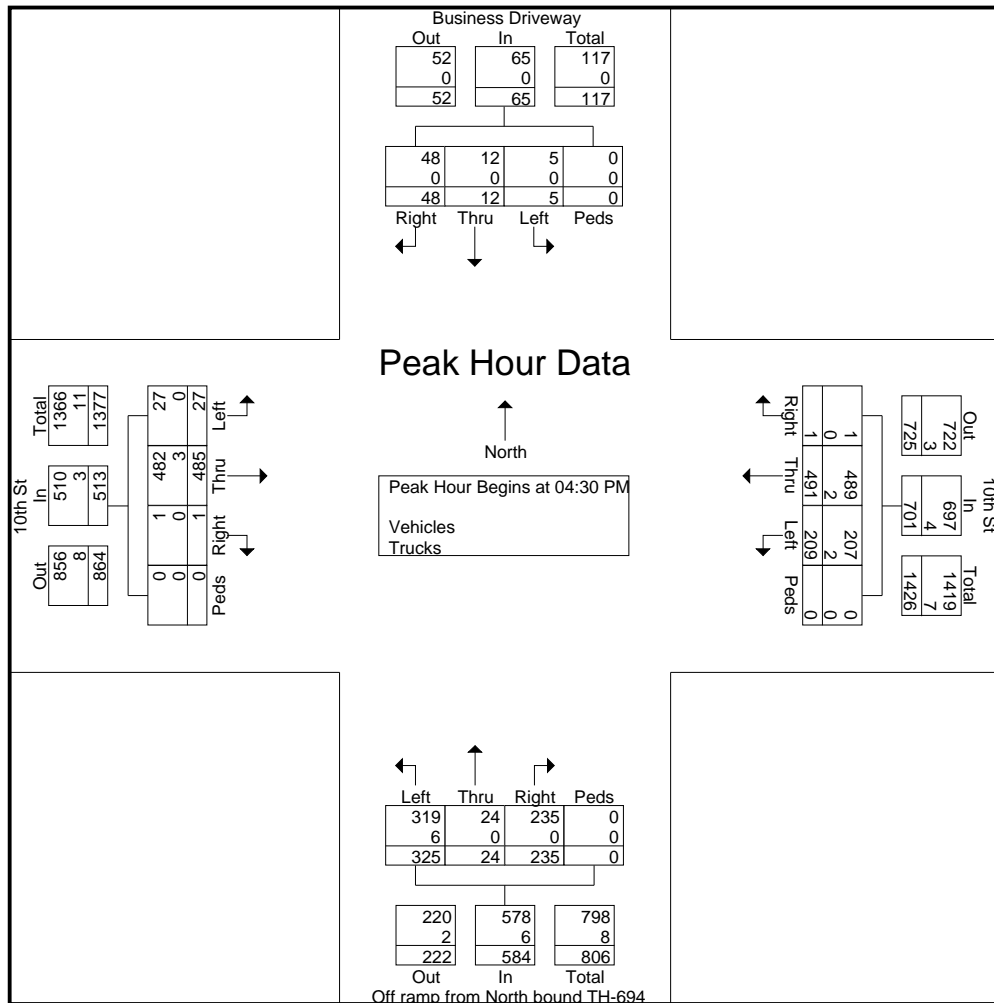 Business Driveway
Out In Total
52 65 117
0 0 0
52 65 117
48 12 5 0
0 0 0 0
48 12 5 0
Right Thru Left Peds
Peak Hour Data
North
Peak Hour Begins at 04:30 PM
Vehicles
Trucks
10th St
Out In Total
856 510 1366
8 3 11
864 513 1377
Peds Right Thru Left
0 1 482 27
0 0 3 0
0 1 485 27
10th St
Out In Total
722 697 1419
3 4 7
725 701 1426
Right Thru Left Peds
1 489 207 0
0 2 2 0
1 491 209 0
Left Thru Right Peds
319 24 235 0
6 0 0 0
325 24 235 0
220 578 798
2 6 8
222 584 806
Out In Total
Off ramp from North bound TH-694